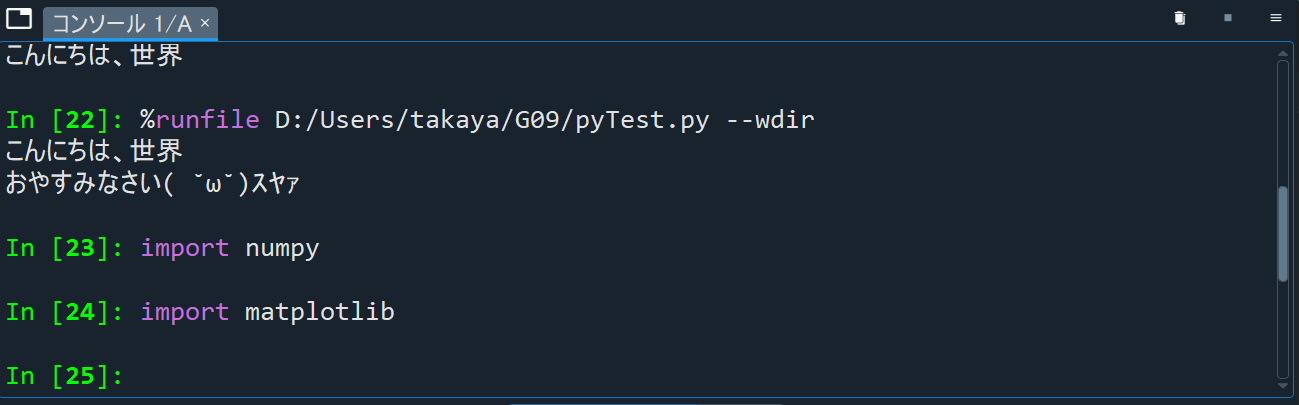 コンソール 1/A ×
こんにちは、世界
In [22]: %runfile D:/Users/takaya/G09/pyTest.py --wdir
こんにちは、世界
おやすみなさい( ˘ω˘)ｽﾔｧ
In [23]: import numpy
In [24]: import matplotlib
In [25]: